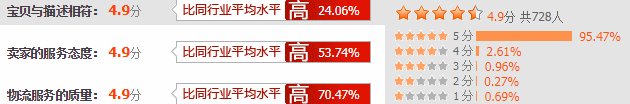 宝贝与描述相符： 4.9分 比同行业平均水平 高 24.06%
卖家的服务态度： 4.9分 比同行业平均水平 高 53.74%
物流服务的质量： 4.9分 比同行业平均水平 高 70.47%
4.9分 共728人
5 分 95.47%
4 分 2.61%
3 分 0.96%
2 分 0.27%
1 分 0.69%